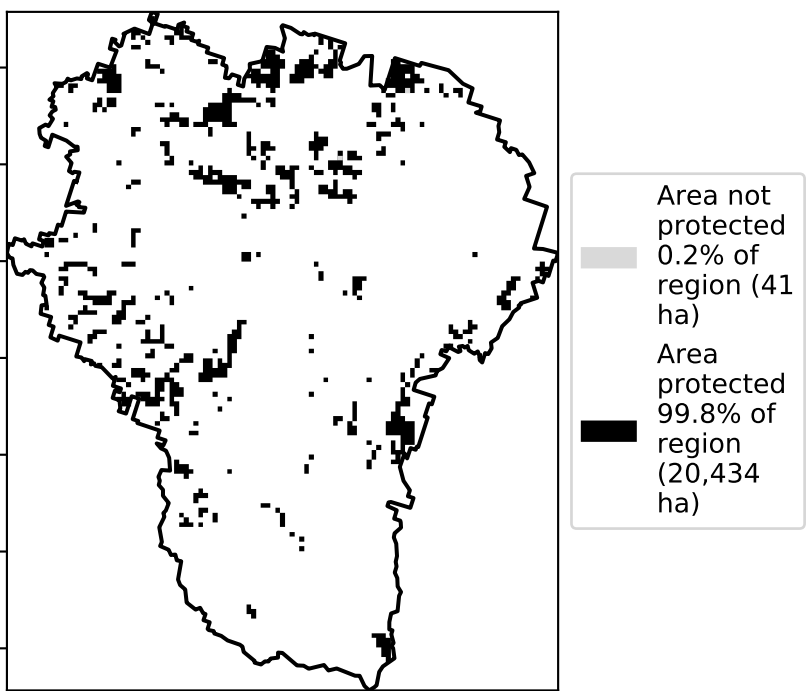 Area not
protected
0.2% of
region (41
ha)
Area
protected
99.8% of
region
(20,434
ha)